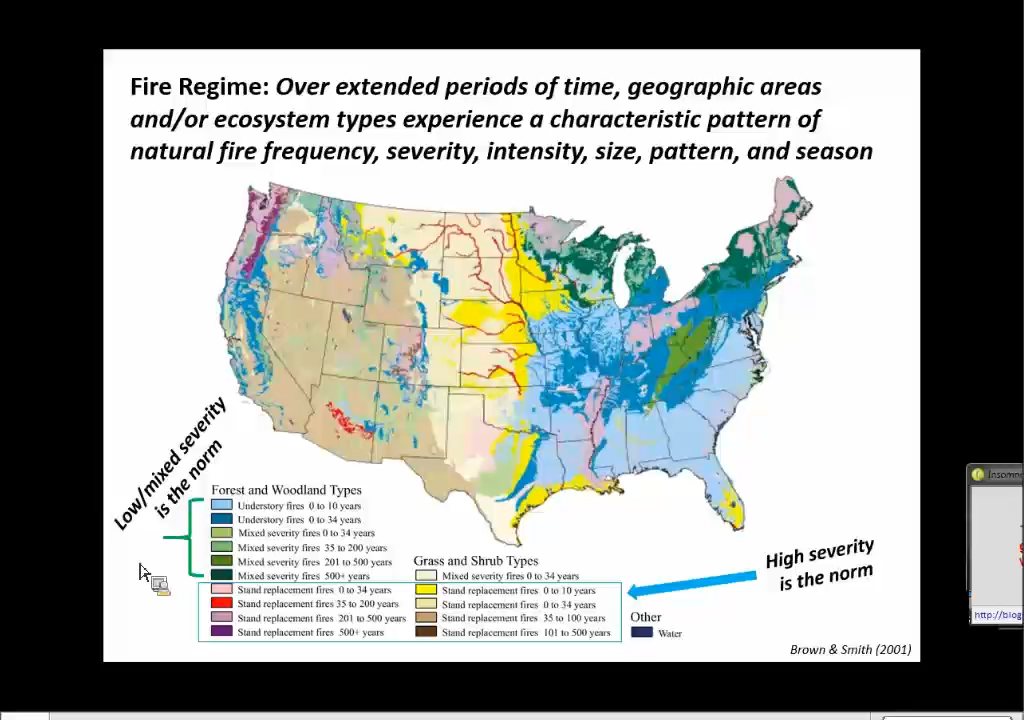 Fire Regime: Over extended periods of time, geographic areas
and/or ecosystem types experience a characteristic pattern of
natural fire frequency, severity, intensity, size, pattern, and season
Low/mixed severity
is the norm
Forest and Woodland Types
Understory fires 0 to 10 years
Understory fires 0 to 34 years
Mixed severity fires 0 to 34 years
Mixed severity fires 35 to 200 years
Mixed severity fires 201 to 500 years
Mixed severity fires 500+ years
Stand replacement fires 0 to 34 years
Stand replacement fires 35 to 200 years
Stand replacement fires 201 to 500 years
Stand replacement fires 500+ years
Grass and Shrub Types
Mixed severity fires 0 to 34 years
Stand replacement fires 0 to 10 years
Stand replacement fires 0 to 34 years
Stand replacement fires 35 to 100 years
Stand replacement fires 101 to 500 years
High severity
is the norm
Other
Water
Brown & Smith (2001)
Insomn
http://blog